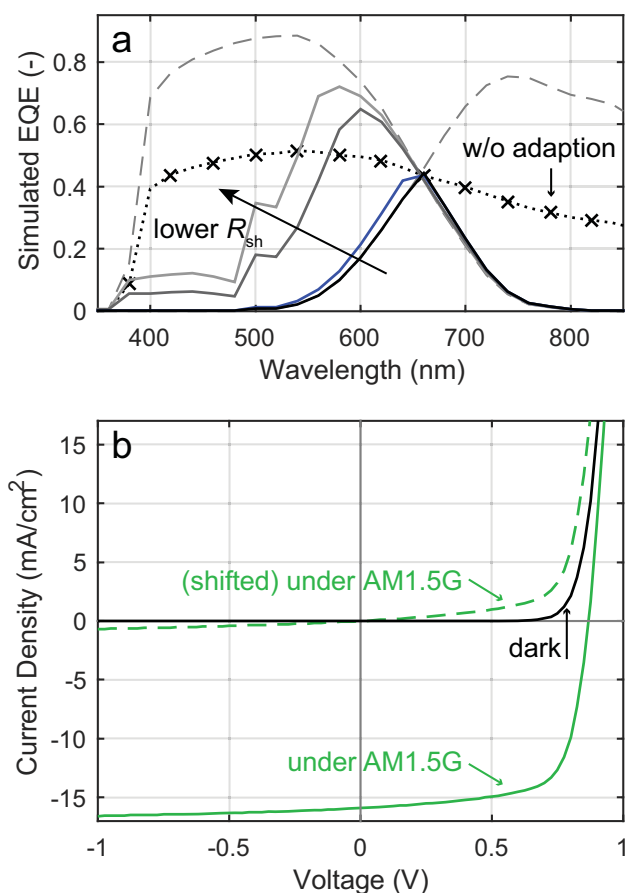 a
Simulated EQE (-)
0.8
0.6
0.4
0.2
0
w/o adaption
lower Rsh
400 500 600 700 800
Wavelength (nm)
b
Current Density (mA/cm²)
15
10
5
0
-5
-10
-15
(shifted) under AM1.5G
dark
under AM1.5G
-1 -0.5 0 0.5 1
Voltage (V)